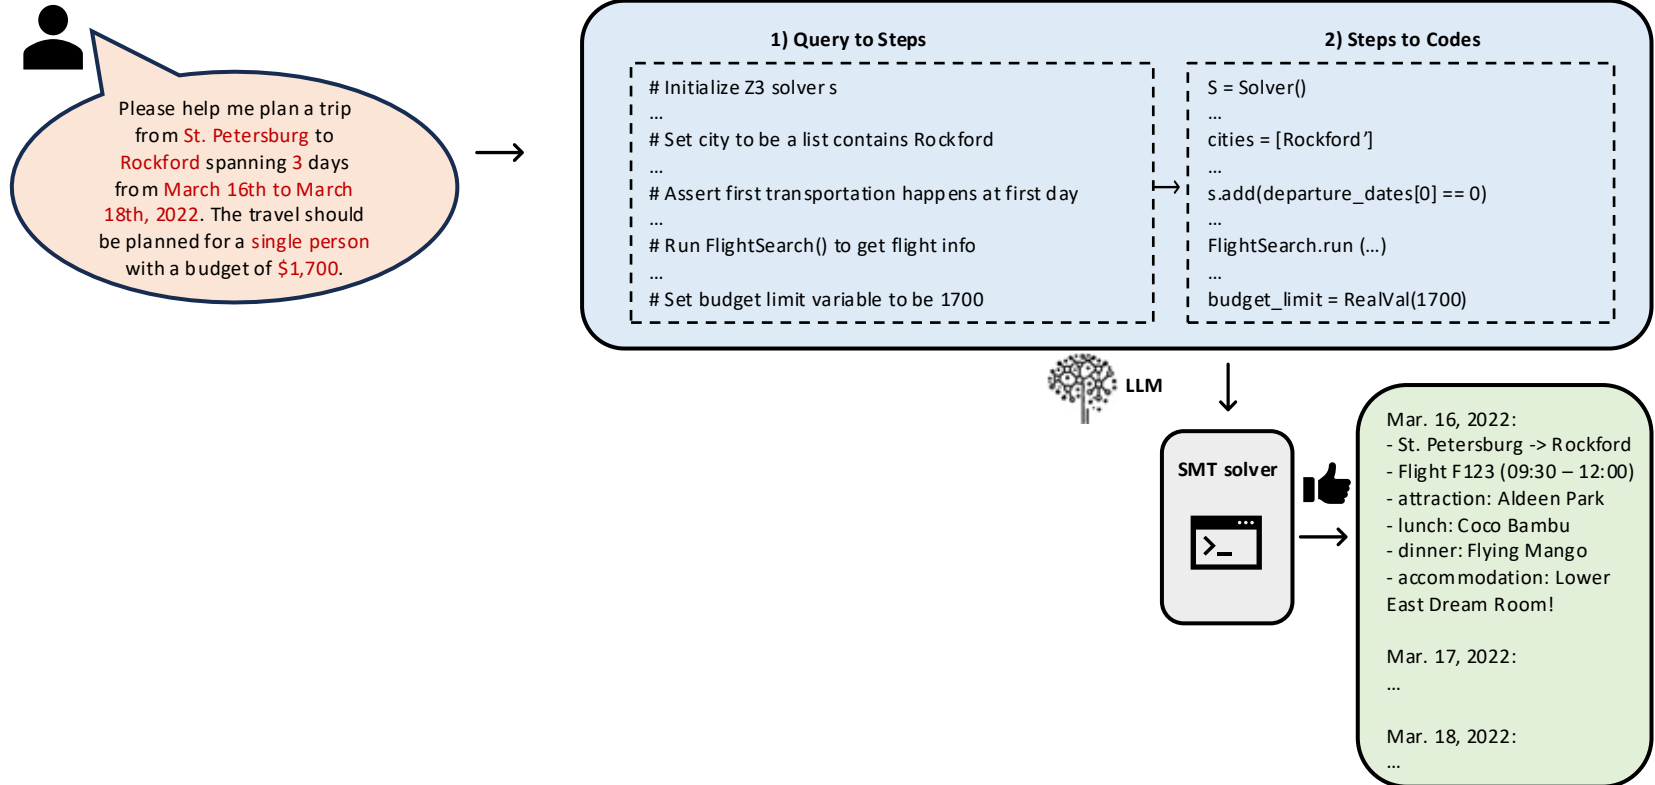 Please help me plan a trip
from St. Petersburg to
Rockford spanning 3 days
from March 16th to March
18th, 2022. The travel should
be planned for a single person
with a budget of $1,700.
1) Query to Steps
# Initialize Z3 solver s
...
# Set city to be a list contains Rockford
...
# Assert first transportation happens at first day
...
# Run FlightSearch() to get flight info
...
# Set budget limit variable to be 1700
2) Steps to Codes
S = Solver()
...
cities = [Rockford’]
...
s.add(departure_dates[0] == 0)
...
FlightSearch.run (...)
...
budget_limit = RealVal(1700)
LLM
SMT solver
Mar. 16, 2022:
- St. Petersburg -> Rockford
- Flight F123 (09:30 – 12:00)
- attraction: Aldeen Park
- lunch: Coco Bambu
- dinner: Flying Mango
- accommodation: Lower
East Dream Room!
Mar. 17, 2022:
...
Mar. 18, 2022:
...